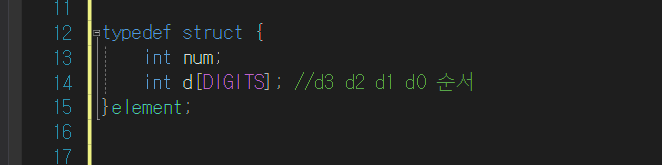 11
12 typedef struct {
13 int num;
14 int d[DIGITS]; //d3 d2 d1 d0 순서
15 }element;
16
17